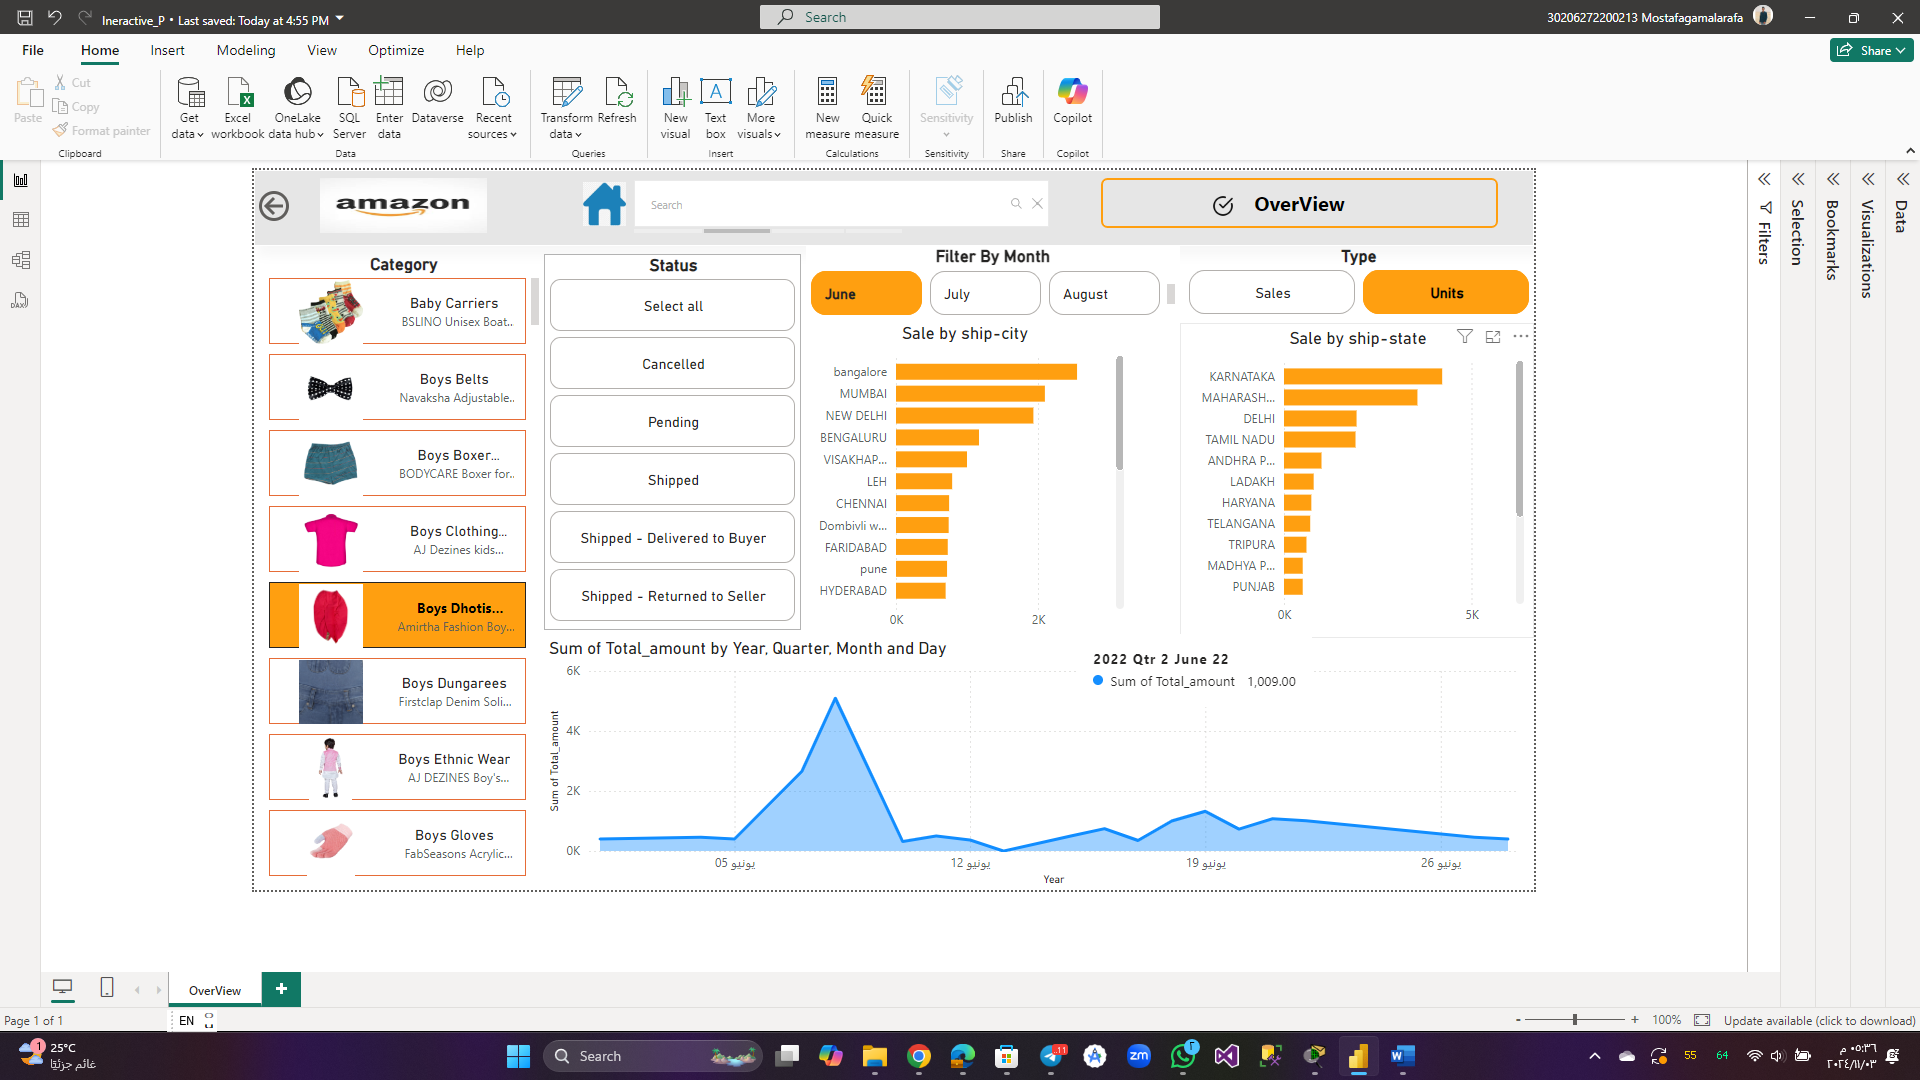 Ineractive_P • Last saved: Today at 4:55 PM
Search
30206272200213 Mostafagamalarafa
File
Home
Insert
Modeling
View
Optimize
Help
Share
Paste
Cut
Copy
Format painter
Clipboard
Get data
Excel workbook
OneLake data hub
SQL Server
Enter data
Dataverse
Recent sources
Data
Transform data
Refresh
Queries
New visual
Text box
More visuals
Insert
New measure
Quick measure
Calculations
Sensitivity
Sensitivity
Publish
Share
Copilot
Copilot
amazon
Search
OverView
Category
Baby Carriers
BSLINO Unisex Boat..
Boys Belts
Navaksha Adjustable..
Boys Boxer...
BODYCARE Boxer for..
Boys Clothing...
AJ Dezines kids...
Boys Dhotis...
Amirtha Fashion Boy...
Boys Dungarees
Firstclap Denim Soli...
Boys Ethnic Wear
AJ DEZINES Boy's...
Boys Gloves
FabSeasons Acrylic...
Status
Select all
Cancelled
Pending
Shipped
Shipped - Delivered to Buyer
Shipped - Returned to Seller
Filter By Month
June
July
August
Type
Sales
Units
Sale by ship-city
bangalore
MUMBAI
NEW DELHI
BENGALURU
VISAKHAP...
LEH
CHENNAI
Dombivli w...
FARIDABAD
pune
HYDERABAD
0K
2K
Sale by ship-state
KARNATAKA
MAHARASH...
DELHI
TAMIL NADU
ANDHRA P...
LADAKH
HARYANA
TELANGANA
TRIPURA
MADHYA P...
PUNJAB
0K
5K
Sum of Total_amount by Year, Quarter, Month and Day
2022 Qtr 2 June 22
Sum of Total_amount 1,009.00
Sum of Total_amount
6K
4K
2K
0K
05 يونيو
12 يونيو
19 يونيو
26 يونيو
Year
Filters
Selection
Bookmarks
Visualizations
Data
OverView
Page 1 of 1
EN
100%
Update available (click to download)
1
25°C
غائم جزئيًا
Search
11
zm
٢
55
64
٠٥:٣٦ م
٢٠٢٤/١١/٠٣